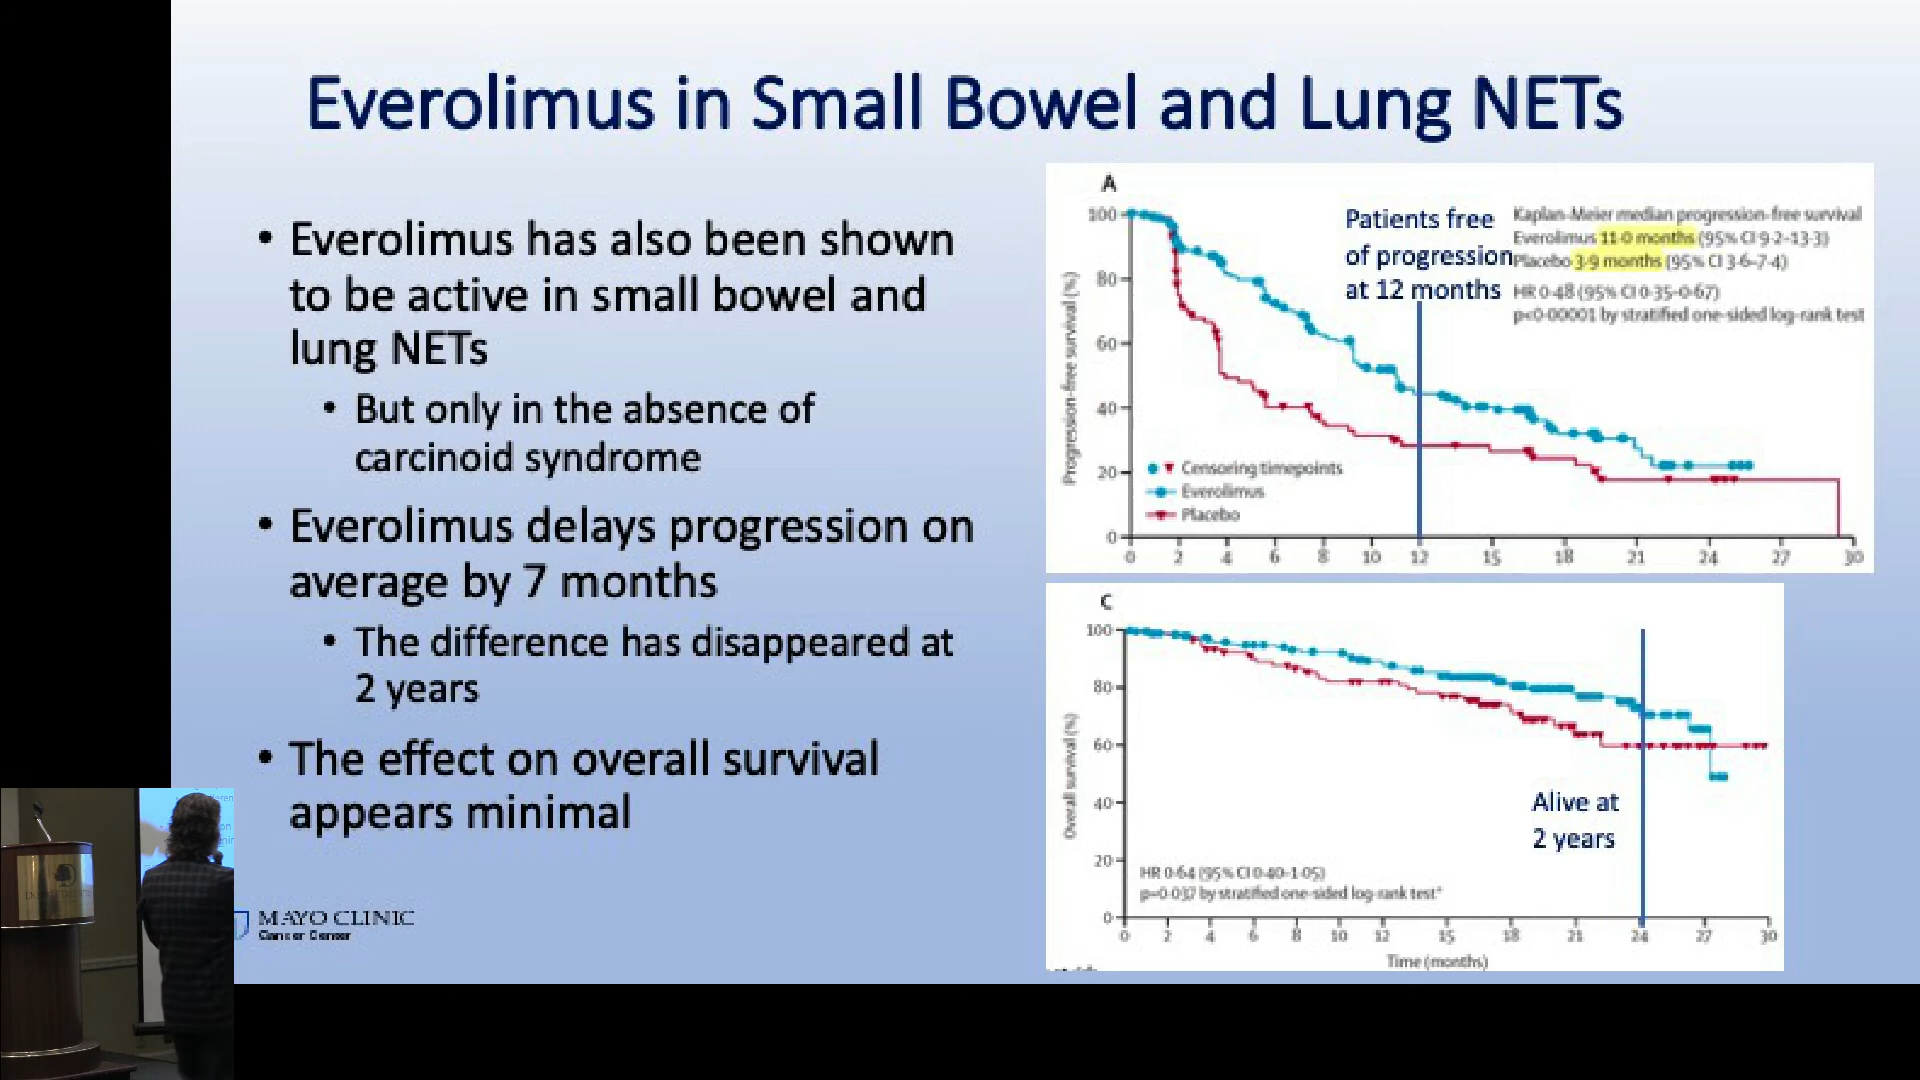 Everolimus in Small Bowel and Lung NETs
• Everolimus has also been shown
to be active in small bowel and
lung NETs
• But only in the absence of
carcinoid syndrome
• Everolimus delays progression on
average by 7 months
• The difference has disappeared at
2 years
• The effect on overall survival
appears minimal
MAYO CLINIC
Cancer Center
A
Patients free
of progression
at 12 months
Kaplan-Meier median progression-free survival
Everolimus 11·0 months (95% CI 9·2–13·3)
Placebo 3·9 months (95% CI 3·6–7·4)
HR 0·48 (95% CI 0·35–0·67)
p<0·00001 by stratified one-sided log-rank test
Progression-free survival (%)
100
80
60
40
20
0
Censoring timepoints
Everolimus
Placebo
0 2 4 6 8 10 12 15 18 21 24 27 30
C
Overall survival (%)
100
80
60
40
20
0
Alive at
2 years
HR 0·64 (95% CI 0·40–1·05)
p=0·037 by stratified one-sided log-rank test*
0 2 4 6 8 10 12 15 18 21 24 27 30
Time (months)